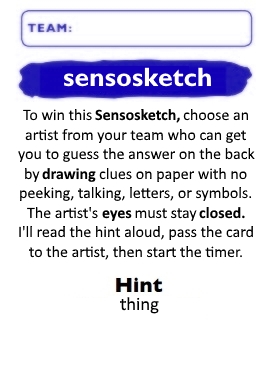 TEAM:
sensosketch
To win this Sensosketch, choose an
artist from your team who can get
you to guess the answer on the back
by drawing clues on paper with no
peeking, talking, letters, or symbols.
The artist's eyes must stay closed.
I'll read the hint aloud, pass the card
to the artist, then start the timer.
Hint
thing